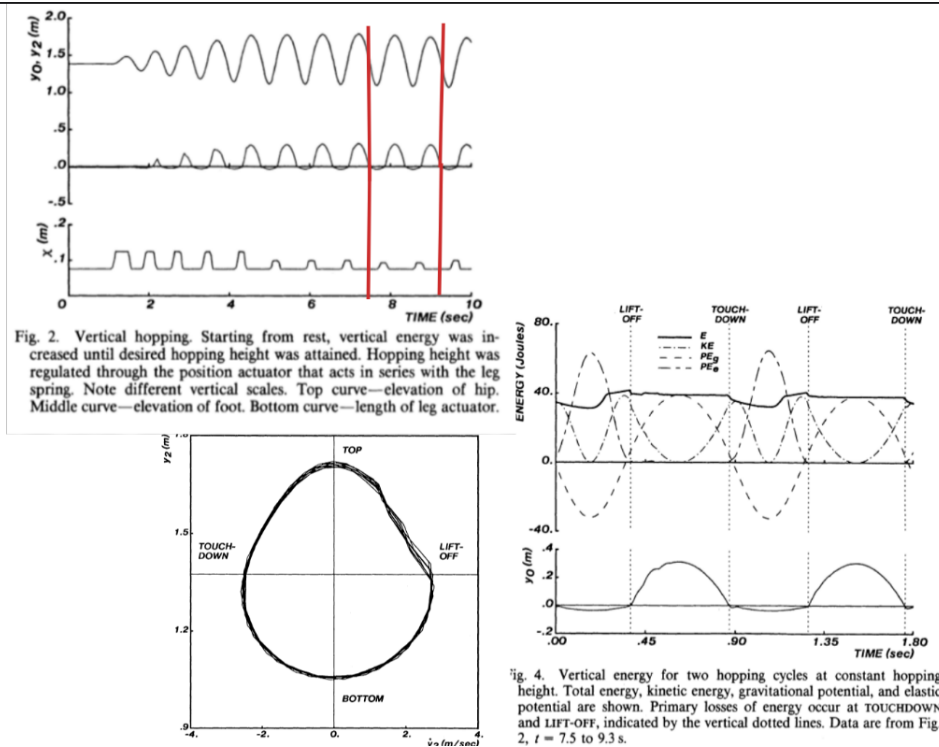 y₀, y₂ (m)
2.0
1.5
1.0
.5
.0
-.5
χ (m)
.2
.1
0
2
4
6
8
10
TIME (sec)
Fig. 2. Vertical hopping. Starting from rest, vertical energy was in-
creased until desired hopping height was attained. Hopping height was
regulated through the position actuator that acts in series with the leg
spring. Note different vertical scales. Top curve—elevation of hip.
Middle curve—elevation of foot. Bottom curve—length of leg actuator.
y₂ (m)
1.8
1.5
1.2
.9
TOP
TOUCH-
DOWN
LIFT-
OFF
BOTTOM
-4.
-2.
0.
2.
4.
ẏ₂ (m/sec)
LIFT-
OFF
TOUCH-
DOWN
LIFT-
OFF
TOUCH-
DOWN
ENERGY (Joules)
80.
40.
0.
-40.
E
KE
PEg
PEe
y₀ (m)
.4
.2
.0
-.2
.00
.45
.90
1.35
1.80
TIME (sec)
ig. 4. Vertical energy for two hopping cycles at constant hopping
height. Total energy, kinetic energy, gravitational potential, and elastic
potential are shown. Primary losses of energy occur at TOUCHDOWN
and LIFT-OFF, indicated by the vertical dotted lines. Data are from Fig.
2, t = 7.5 to 9.3 s.